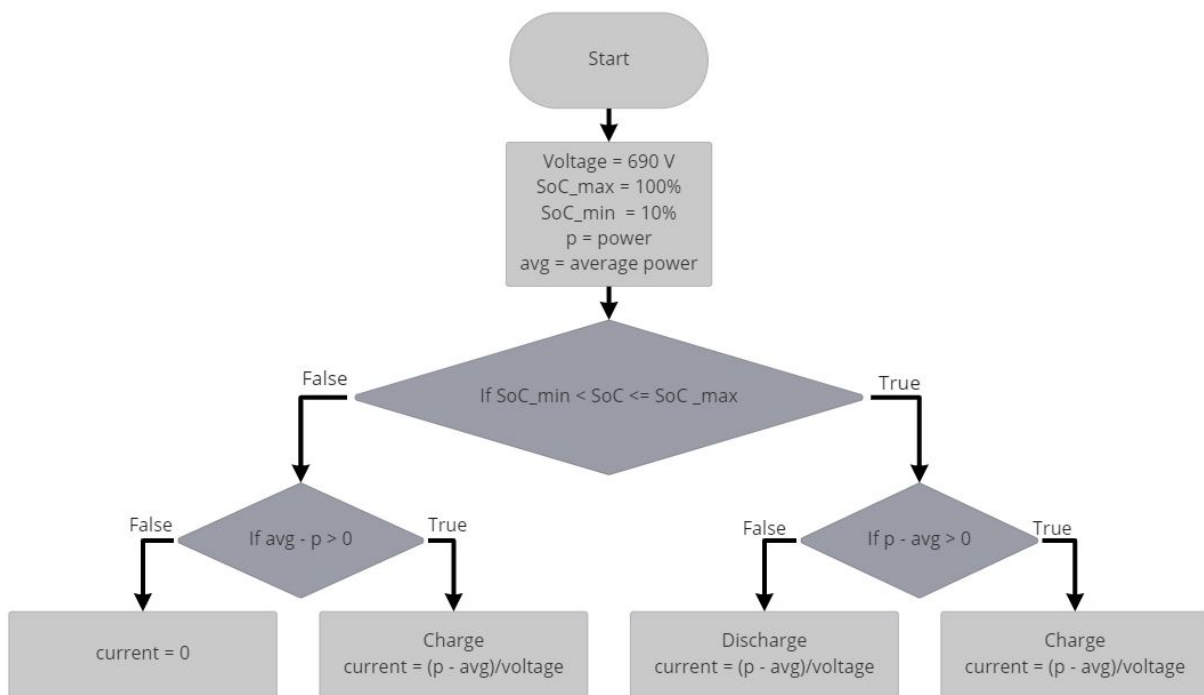 Start
Voltage = 690 V
SoC_max = 100%
SoC_min  = 10%
p = power
avg = average power
If SoC_min < SoC <= SoC _max
False
True
If avg - p > 0
False
True
If p - avg > 0
False
True
current = 0
Charge
current = (p - avg)/voltage
Discharge
current = (p - avg)/voltage
Charge
current = (p - avg)/voltage